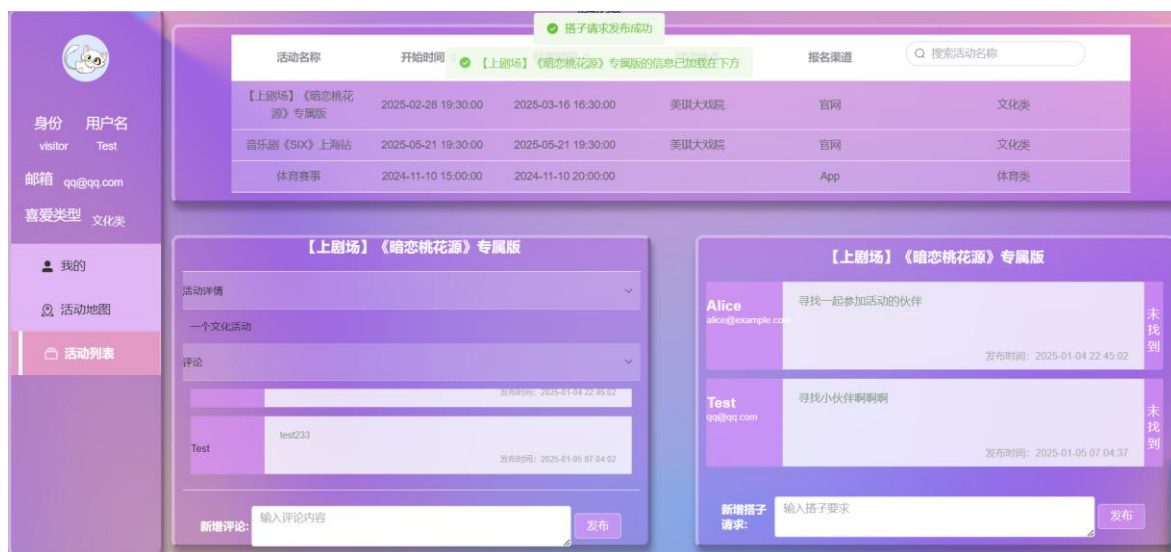 搭子请求发布成功
活动名称 开始时间 报名渠道 搜索活动名称
【上剧场】《暗恋桃花源》专属版的信息已加载在下方
【上剧场】《暗恋桃花
源》专属版 2025-02-28 19:30:00 2025-03-16 16:30:00 美琪大戏院 官网 文化类
音乐剧《SIX》上海站 2025-05-21 19:30:00 2025-05-21 19:30:00 美琪大戏院 官网 文化类
体育赛事 2024-11-10 15:00:00 2024-11-10 20:00:00 App 体育类
身份 用户名
visitor Test
邮箱 qq@qq.com
喜爱类型 文化类
我的
活动地图
活动列表
【上剧场】《暗恋桃花源》专属版
活动详情
一个文化活动
评论
发布时间：2025-01-04 22:45:02
Test
test233
发布时间：2025-01-05 07:04:02
新增评论: 输入评论内容 发布
【上剧场】《暗恋桃花源》专属版
Alice
alice@example.com
寻找一起参加活动的伙伴
发布时间：2025-01-04 22:45:02
未
找
到
Test
qq@qq.com
寻找小伙伴啊啊啊
发布时间：2025-01-05 07:04:37
未
找
到
新增搭子
请求: 输入搭子要求 发布